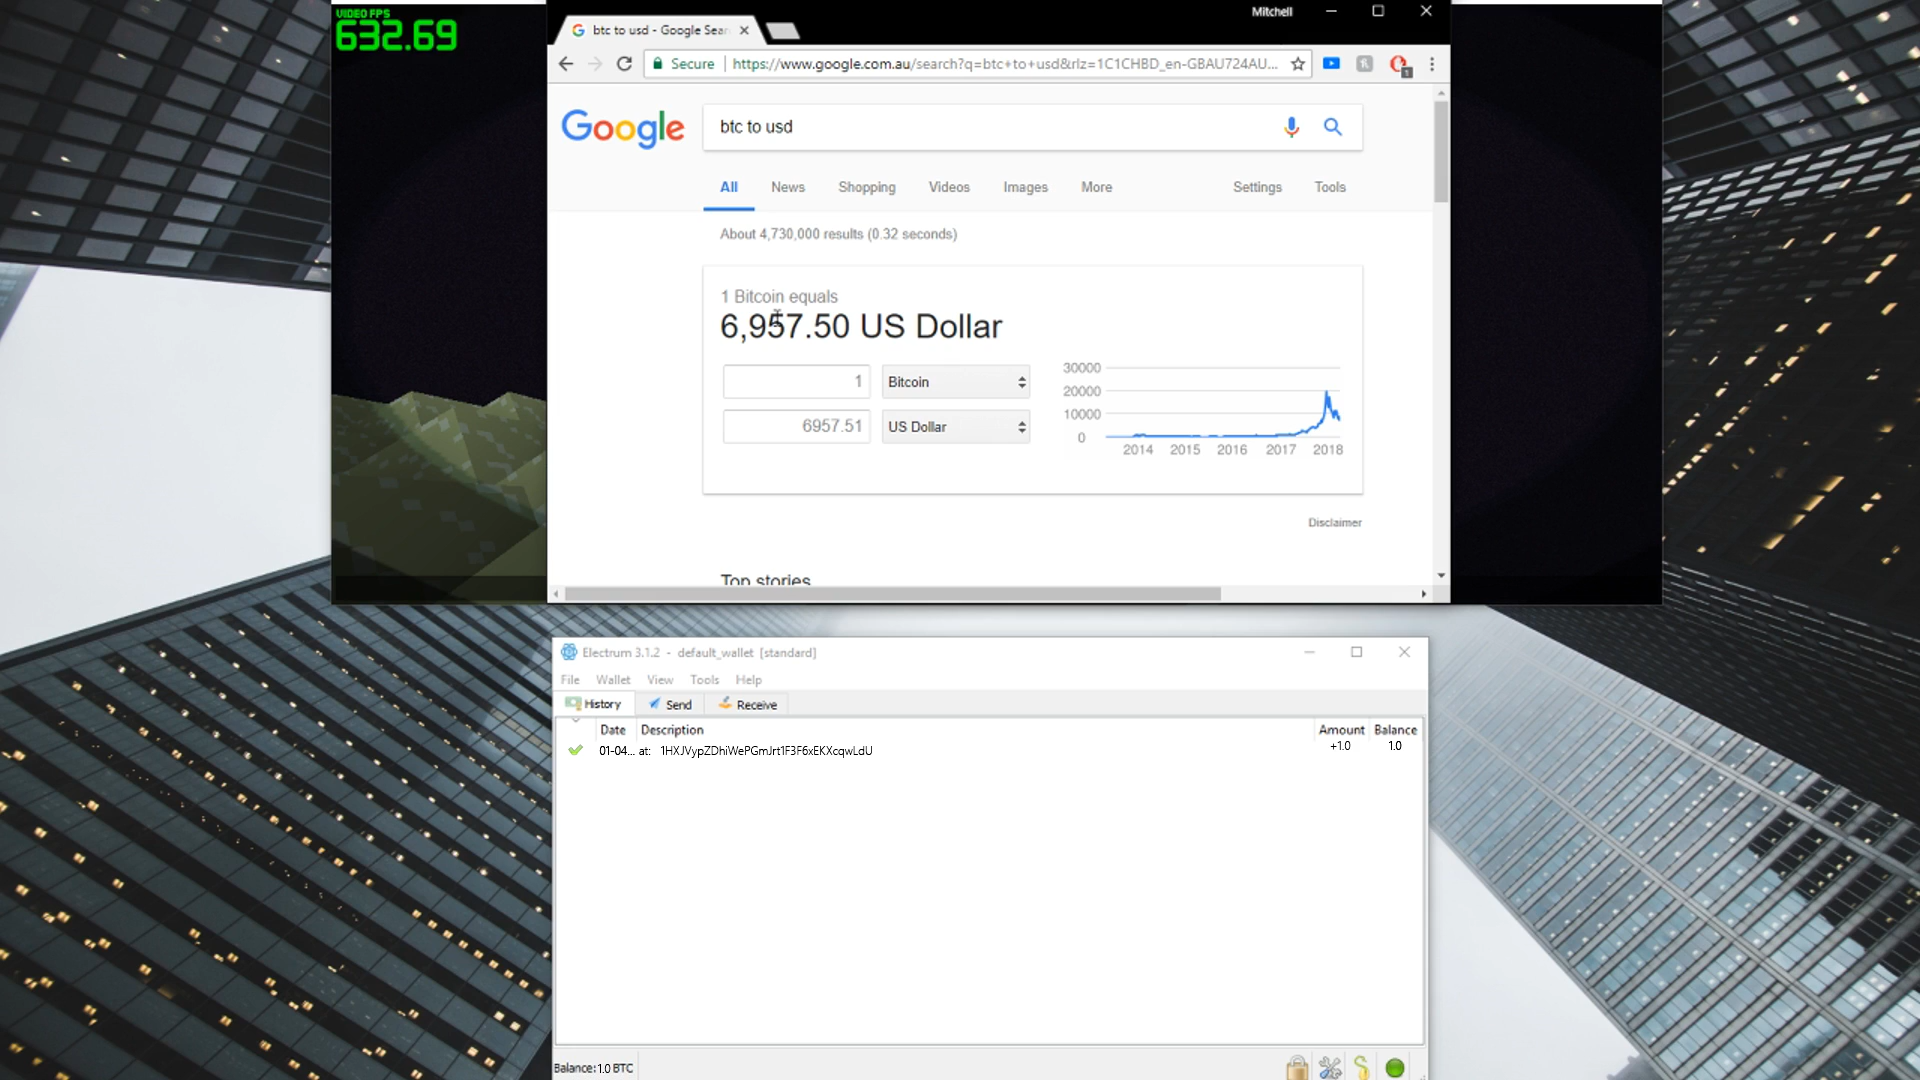 VIDEO FPS
632.69
Mitchell
btc to usd - Google Sear
Secure https://www.google.com.au/search?q=btc+to+usd&rlz=1C1CHBD_en-GBAU724AU...
1
Google
btc to usd
All News Shopping Videos Images More Settings Tools
About 4,730,000 results (0.32 seconds)
1 Bitcoin equals
6,957.50 US Dollar
1 Bitcoin
6957.51 US Dollar
30000
20000
10000
0
2014 2015 2016 2017 2018
Disclaimer
Top stories
Electrum 3.1.2 - default_wallet [standard]
File Wallet View Tools Help
History Send Receive
Date Description Amount Balance
01-04... at: 1HXJVypZDhiWePGmJrt1F3F6xEKXcqwLdU +1.0 1.0
Balance:1.0 BTC